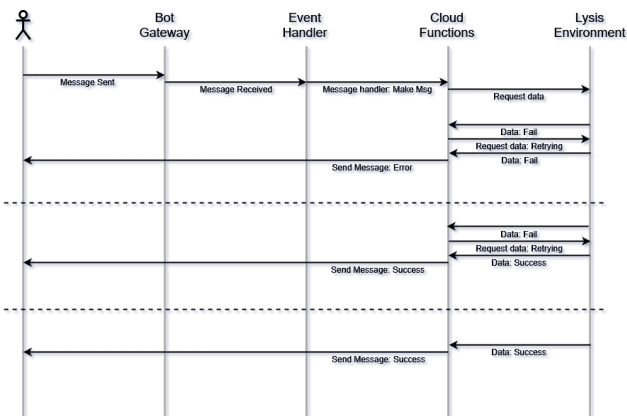 Bot
Gateway
Event
Handler
Cloud
Functions
Lysis
Environment
Message Sent
Message Received
Message handler: Make Msg
Request data
Data: Fail
Request data: Retrying
Data: Fail
Send Message: Error
Data: Fail
Request data: Retrying
Data: Success
Send Message: Success
Data: Success
Send Message: Success